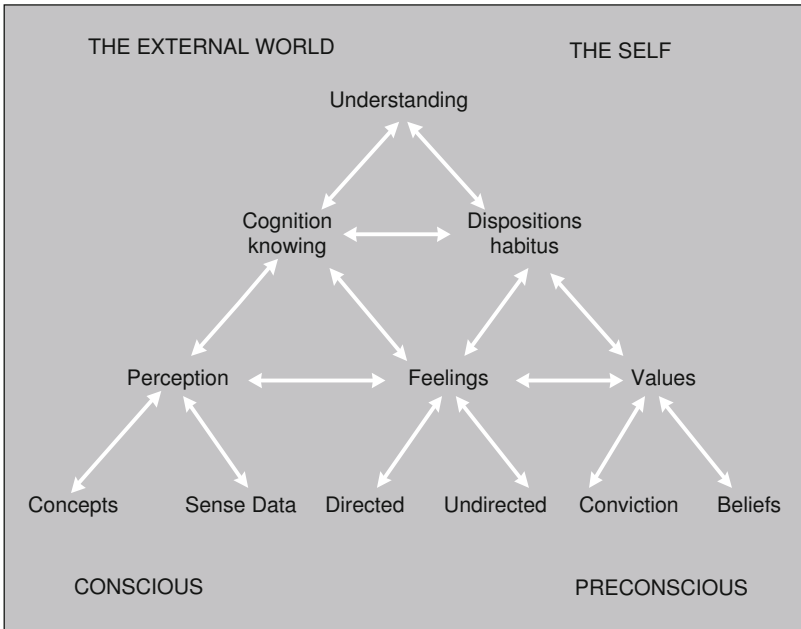 THE EXTERNAL WORLD
THE SELF
Understanding
Cognition
knowing
Dispositions
habitus
Perception
Feelings
Values
Concepts
Sense Data
Directed
Undirected
Conviction
Beliefs
CONSCIOUS
PRECONSCIOUS